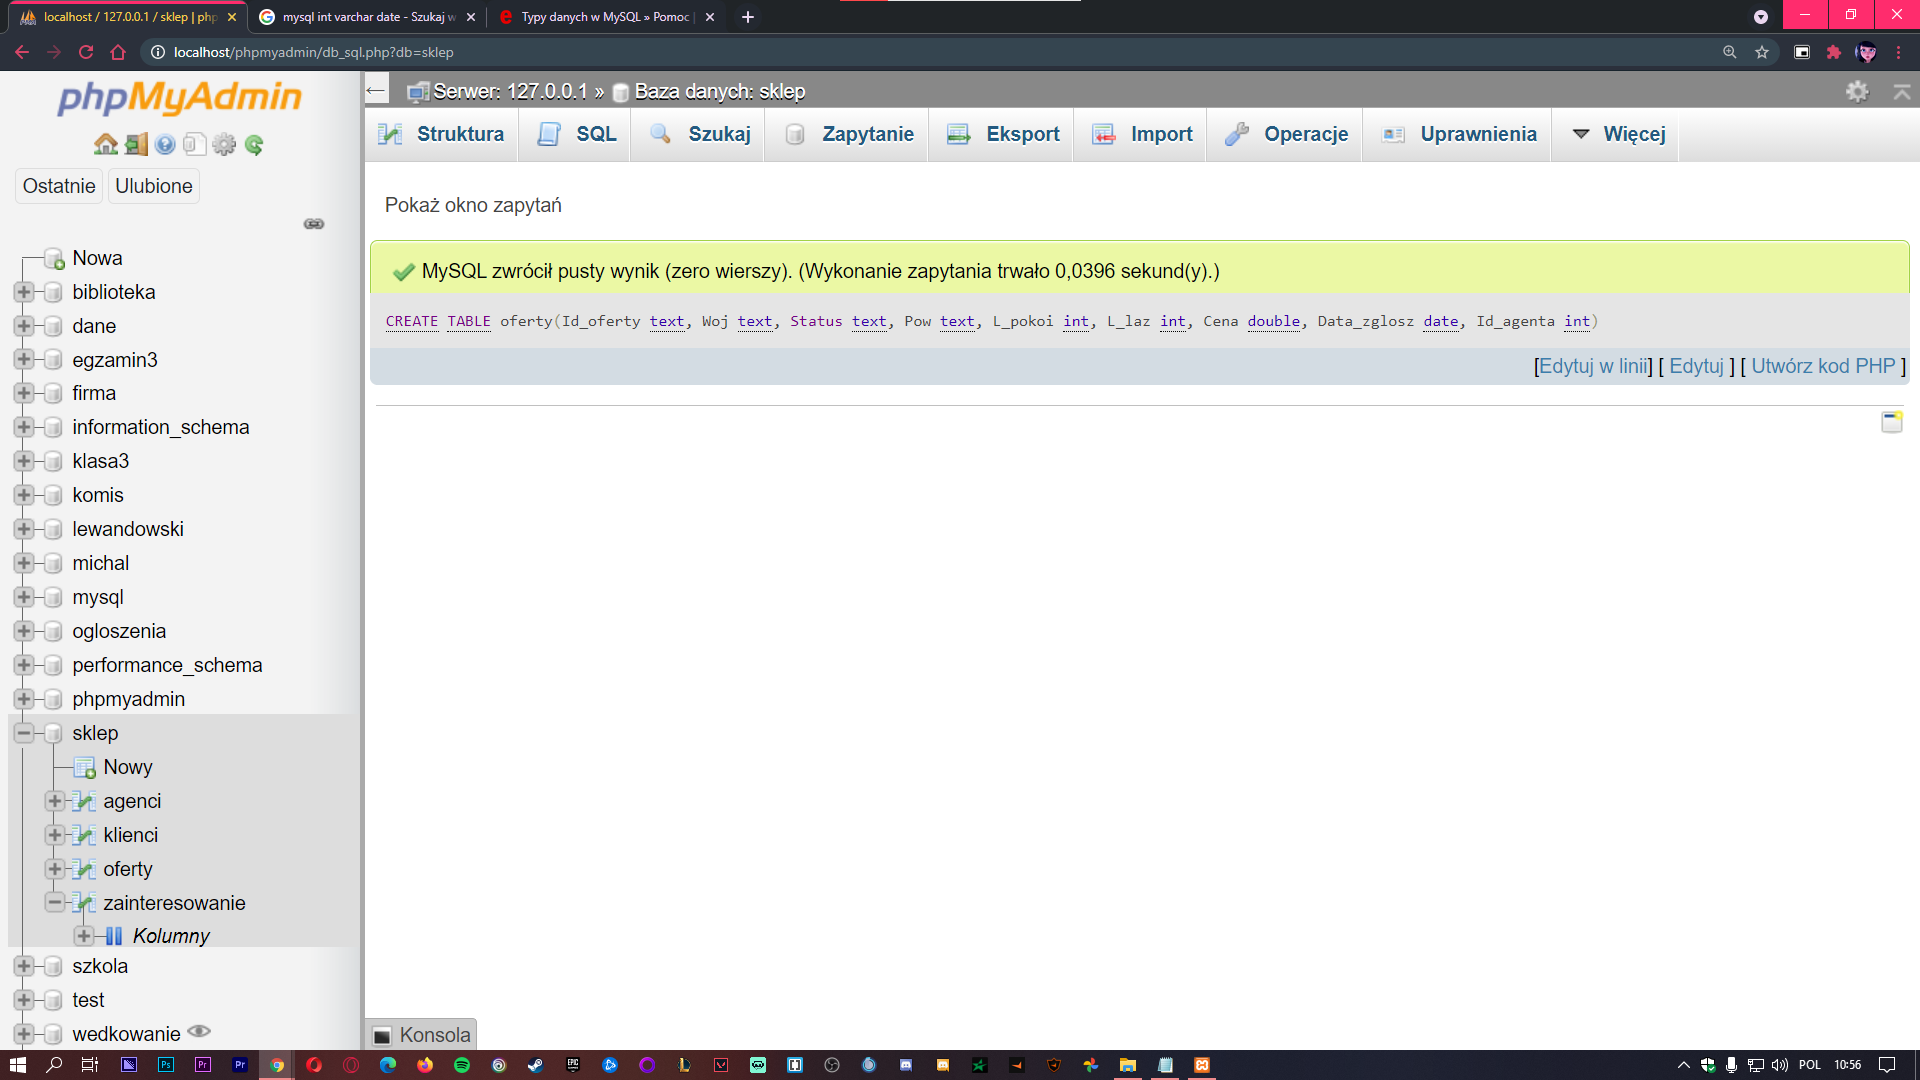 localhost / 127.0.0.1 / sklep | php
mysql int varchar date - Szukaj w
Typy danych w MySQL » Pomoc |
localhost/phpmyadmin/db_sql.php?db=sklep
phpMyAdmin
Ostatnie
Ulubione
Nowa
biblioteka
dane
egzamin3
firma
information_schema
klasa3
komis
lewandowski
michal
mysql
ogloszenia
performance_schema
phpmyadmin
sklep
Nowy
agenci
klienci
oferty
zainteresowanie
Kolumny
szkola
test
wedkowanie
Serwer: 127.0.0.1 » Baza danych: sklep
Struktura
SQL
Szukaj
Zapytanie
Eksport
Import
Operacje
Uprawnienia
Więcej
Pokaż okno zapytań
MySQL zwrócił pusty wynik (zero wierszy). (Wykonanie zapytania trwało 0,0396 sekund(y).)
CREATE TABLE oferty(Id_oferty text, Woj text, Status text, Pow text, L_pokoi int, L_laz int, Cena double, Data_zglosz date, Id_agenta int)
[Edytuj w linii] [ Edytuj ] [ Utwórz kod PHP ]
Konsola
Ps
Pr
Pr
EPIC
POL
10:56